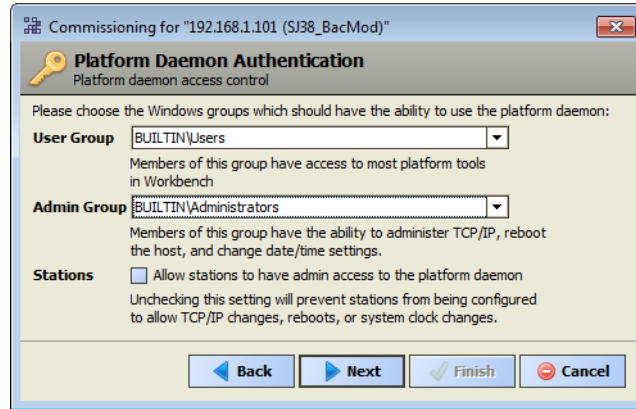 Commissioning for "192.168.1.101 (SJ38_BacMod)"
Platform Daemon Authentication
Platform daemon access control
Please choose the Windows groups which should have the ability to use the platform daemon:
User Group BUILTIN\Users
Members of this group have access to most platform tools
in Workbench
Admin Group BUILTIN\Administrators
Members of this group have the ability to administer TCP/IP, reboot
the host, and change date/time settings.
Stations Allow stations to have admin access to the platform daemon
Unchecking this setting will prevent stations from being configured
to allow TCP/IP changes, reboots, or system clock changes.
Back Next Finish Cancel